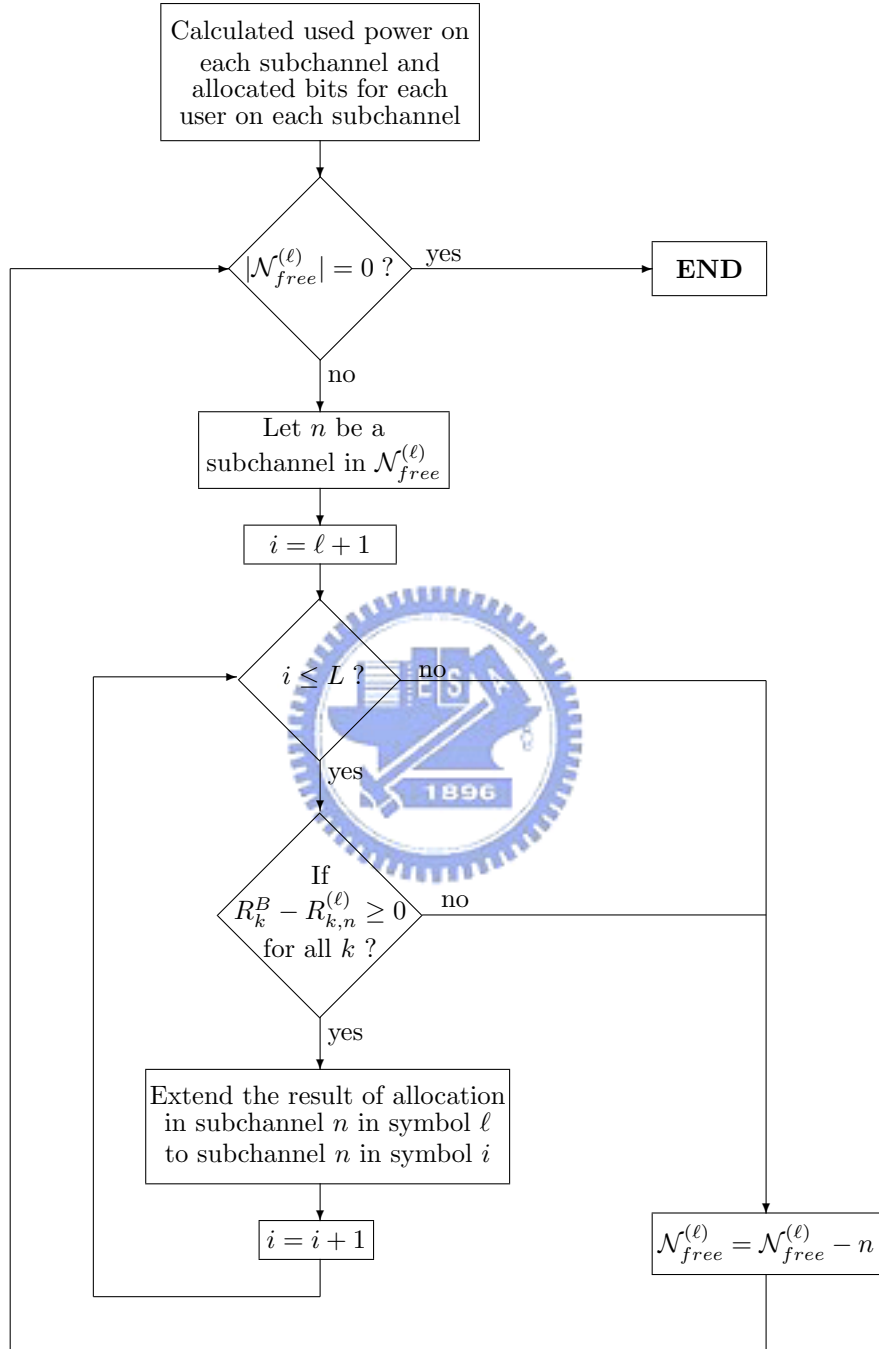 Calculated used power on
each subchannel and
allocated bits for each
user on each subchannel
|𝒩_{free}^{(ℓ)}| = 0 ?
yes
END
no
Let n be a
subchannel in 𝒩_{free}^{(ℓ)}
i = ℓ + 1
i ≤ L ?
no
yes
ES
1896
If
R_k^B − R_{k,n}^{(ℓ)} ≥ 0
for all k ?
no
yes
Extend the result of allocation
in subchannel n in symbol ℓ
to subchannel n in symbol i
i = i + 1
𝒩_{free}^{(ℓ)} = 𝒩_{free}^{(ℓ)} − n